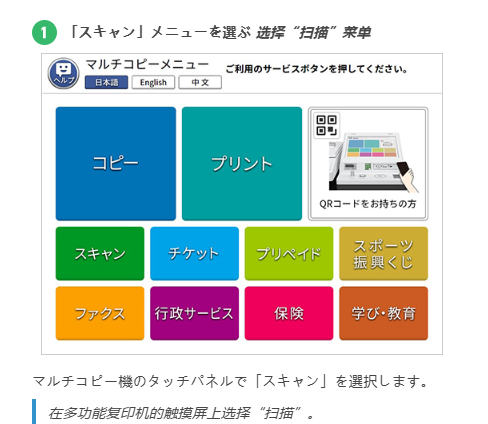 1 「スキャン」メニューを選ぶ 选择“扫描”菜单
ヘルプ
マルチコピーメニュー
ご利用のサービスボタンを押してください。
日本語 English 中文
コピー
プリント
QRコードをお持ちの方
スキャン
チケット
プリペイド
スポーツ
振興くじ
ファクス
行政サービス
保険
学び・教育
マルチコピー機のタッチパネルで「スキャン」を選択します。
在多功能复印机的触摸屏上选择“扫描”。